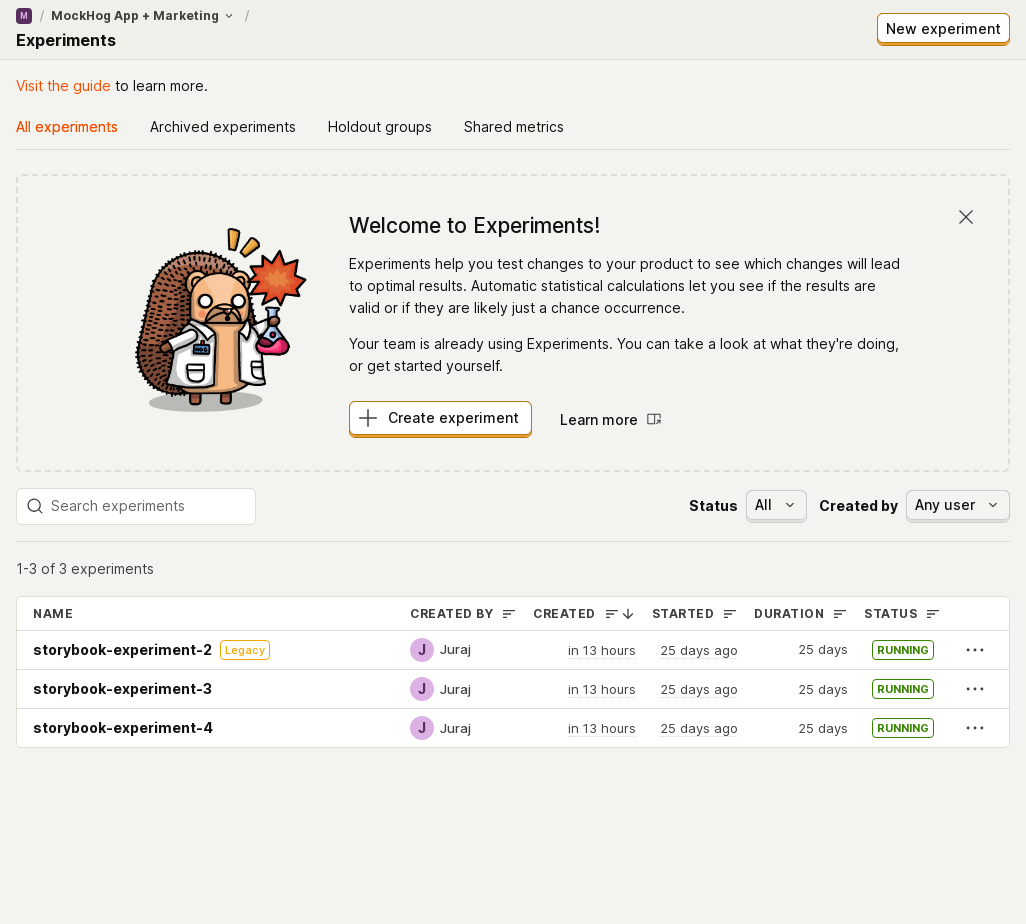 M / MockHog App + Marketing /
Experiments
New experiment
Visit the guide to learn more.
All experiments Archived experiments Holdout groups Shared metrics
Welcome to Experiments!
Experiments help you test changes to your product to see which changes will lead
to optimal results. Automatic statistical calculations let you see if the results are
valid or if they are likely just a chance occurrence.
Your team is already using Experiments. You can take a look at what they're doing,
or get started yourself.
Create experiment Learn more
Search experiments Status All Created by Any user
1-3 of 3 experiments
NAME CREATED BY CREATED STARTED DURATION STATUS
storybook-experiment-2 Legacy J Juraj in 13 hours 25 days ago 25 days RUNNING
storybook-experiment-3 J Juraj in 13 hours 25 days ago 25 days RUNNING
storybook-experiment-4 J Juraj in 13 hours 25 days ago 25 days RUNNING